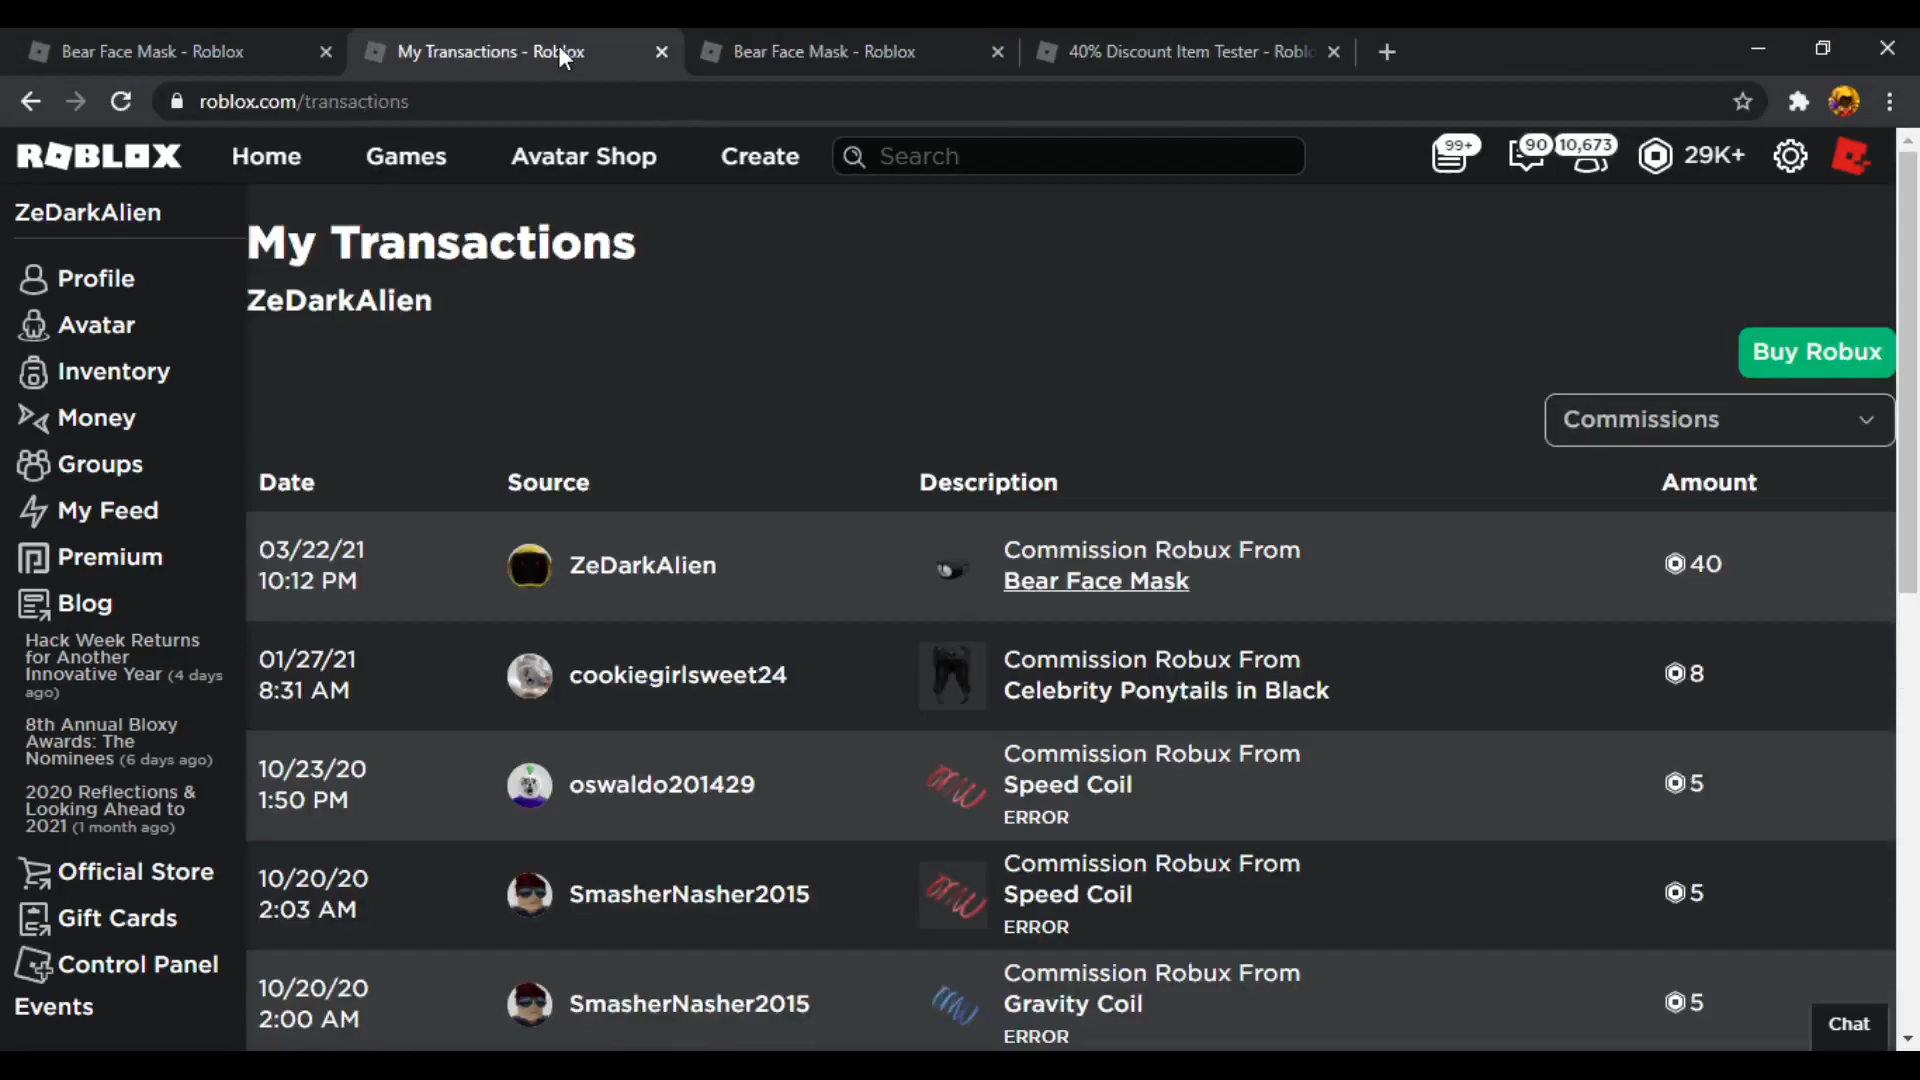 Bear Face Mask - Roblox
My Transactions - Roblox
Bear Face Mask - Roblox
40% Discount Item Tester - Roblo
roblox.com/transactions
ROBLOX
Home
Games
Avatar Shop
Create
Search
99+
90
10,673
29K+
ZeDarkAlien
Profile
Avatar
Inventory
Money
Groups
My Feed
Premium
Blog
Hack Week Returns
for Another
Innovative Year (4 days
ago)
8th Annual Bloxy
Awards: The
Nominees (6 days ago)
2020 Reflections &
Looking Ahead to
2021 (1 month ago)
Official Store
Gift Cards
Control Panel
Events
My Transactions
ZeDarkAlien
Buy Robux
Commissions
Date Source Description Amount
03/22/21
10:12 PM
ZeDarkAlien
Commission Robux From
Bear Face Mask
40
01/27/21
8:31 AM
cookiegirlsweet24
Commission Robux From
Celebrity Ponytails in Black
8
10/23/20
1:50 PM
oswaldo201429
Commission Robux From
Speed Coil
ERROR
5
10/20/20
2:03 AM
SmasherNasher2015
Commission Robux From
Speed Coil
ERROR
5
10/20/20
2:00 AM
SmasherNasher2015
Commission Robux From
Gravity Coil
ERROR
5
Chat